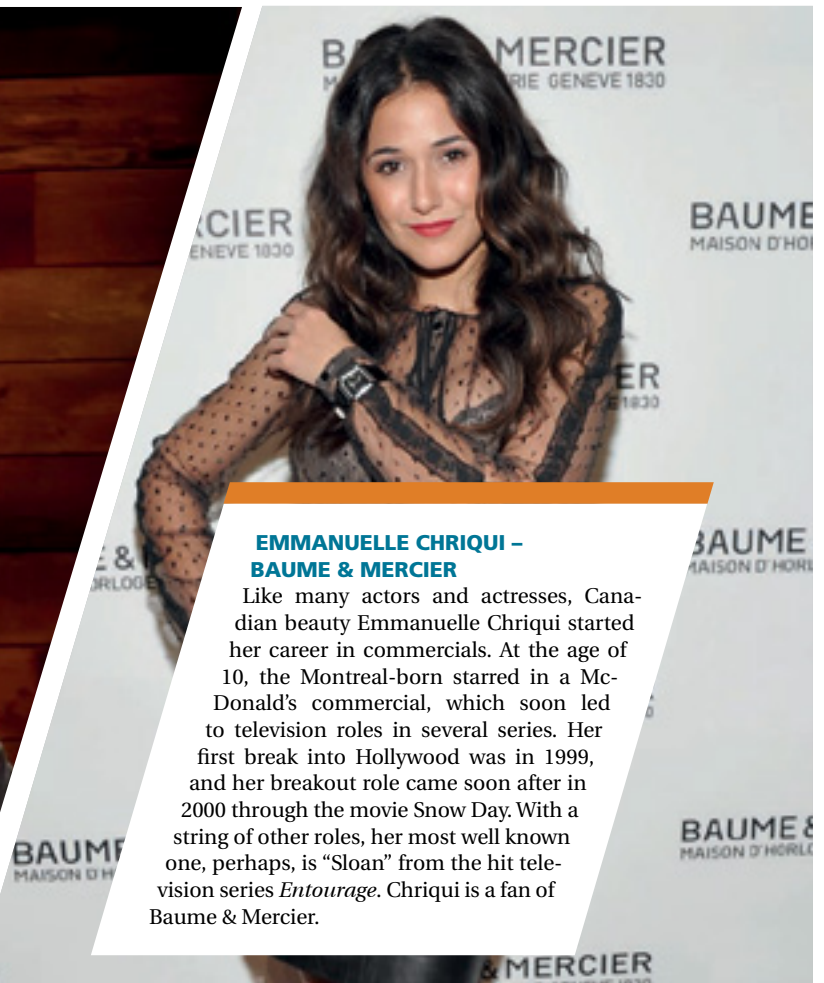 BA MERCIER
M RIE GENEVE 1830
RCIER
ENEVE 1830
BAUME
MAISON D'HOR
ER
E 1830
EMMANUELLE CHRIQUI –
BAUME & MERCIER
Like many actors and actresses, Cana-
dian beauty Emmanuelle Chriqui started
her career in commercials. At the age of
10, the Montreal-born starred in a Mc-
Donald's commercial, which soon led
to television roles in several series. Her
first break into Hollywood was in 1999,
and her breakout role came soon after in
2000 through the movie Snow Day. With a
string of other roles, her most well known
one, perhaps, is “Sloan” from the hit tele-
vision series Entourage. Chriqui is a fan of
Baume & Mercier.
E &
ORLOGE
BAUME
MAISON D'HORL
BAUME
MAISON D'H
BAUME &
MAISON D'HORLO
& MERCIER